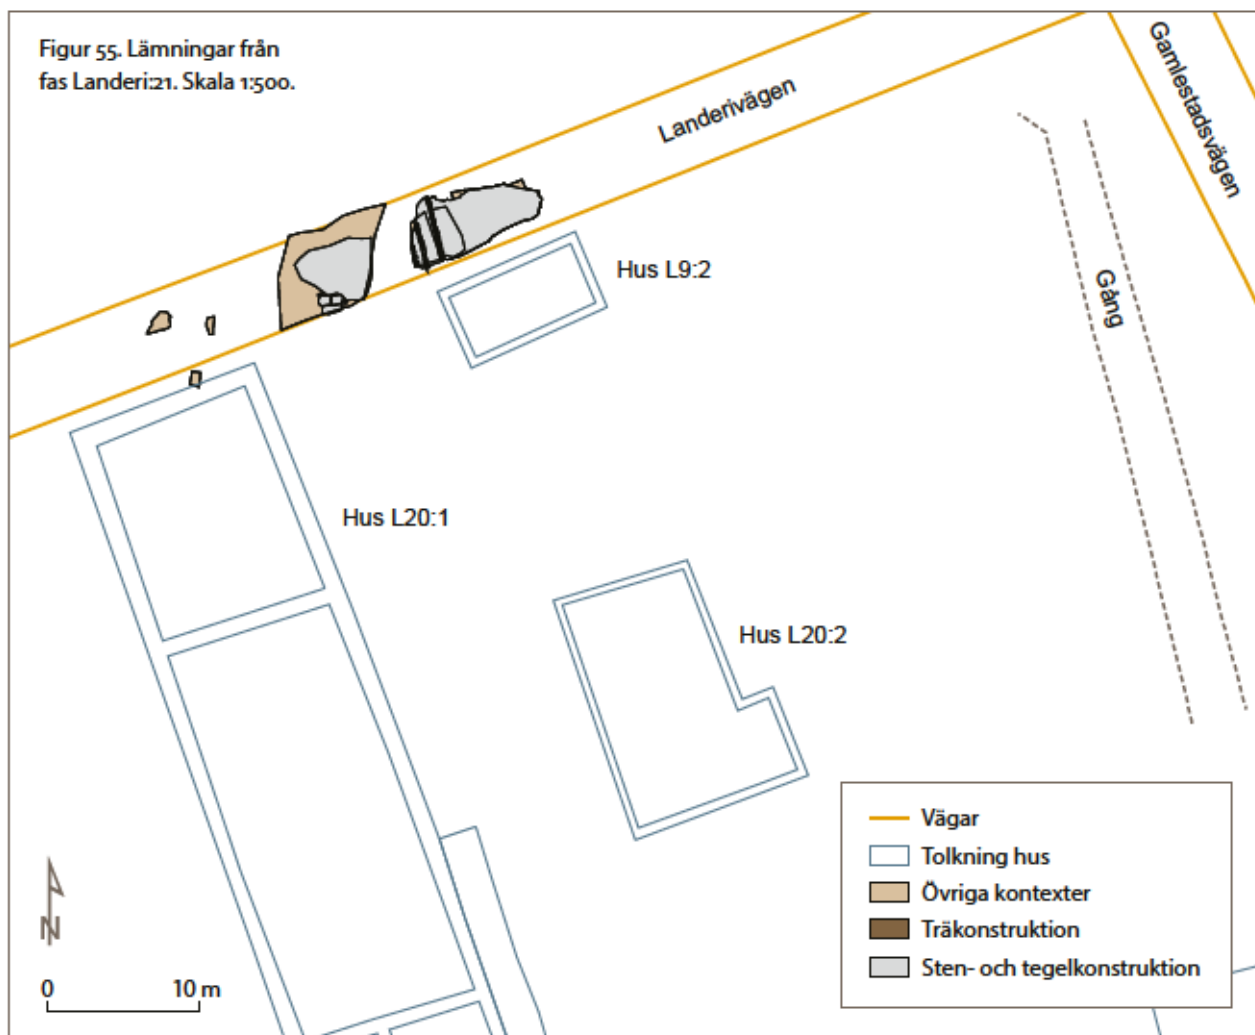 Figur 55. Lämningar från
fas Landeri:21. Skala 1:500.
Landerivägen
Gamlestadsvägen
Hus L9:2
Gång
Hus L20:1
Hus L20:2
Vägar
Tolkning hus
Övriga kontexter
Träkonstruktion
Sten- och tegelkonstruktion
N
0 10 m